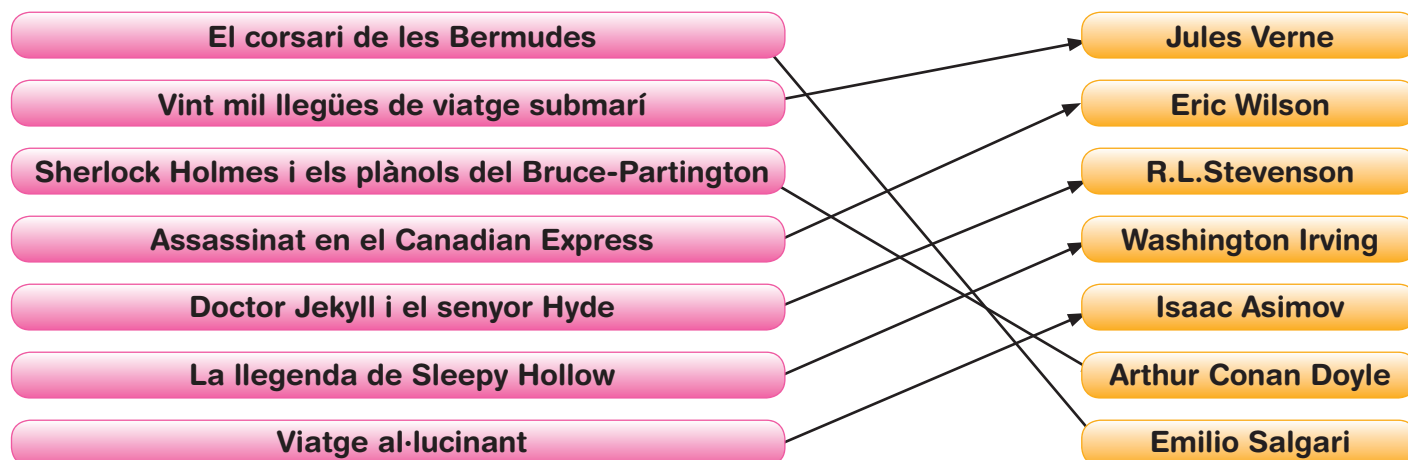 El corsari de les Bermudes
Jules Verne
Vint mil llegües de viatge submarí
Eric Wilson
Sherlock Holmes i els plànols del Bruce-Partington
R.L.Stevenson
Assassinat en el Canadian Express
Washington Irving
Doctor Jekyll i el senyor Hyde
Isaac Asimov
La llegenda de Sleepy Hollow
Arthur Conan Doyle
Viatge al·lucinant
Emilio Salgari